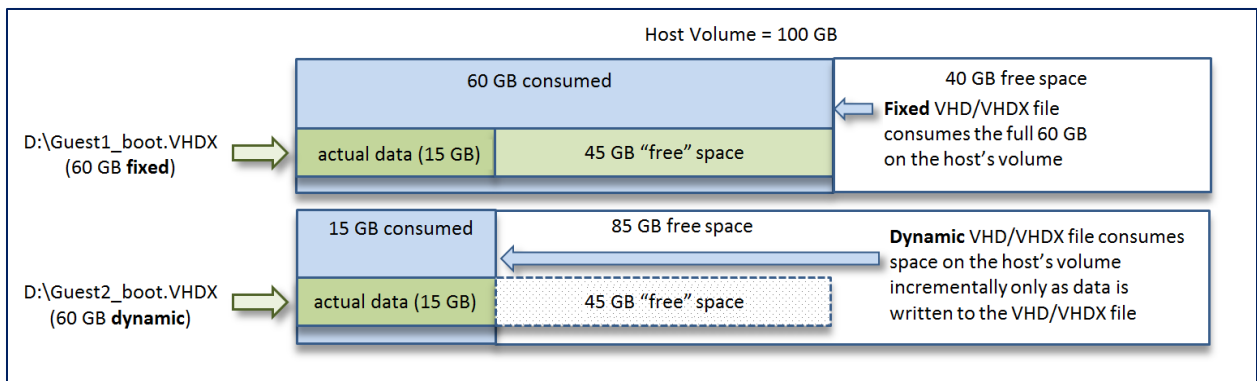 Host Volume = 100 GB
60 GB consumed
40 GB free space
Fixed VHD/VHDX file
consumes the full 60 GB
on the host's volume
D:\Guest1_boot.VHDX
(60 GB fixed)
actual data (15 GB)
45 GB “free” space
15 GB consumed
85 GB free space
Dynamic VHD/VHDX file consumes
space on the host's volume
incrementally only as data is
written to the VHD/VHDX file
D:\Guest2_boot.VHDX
(60 GB dynamic)
actual data (15 GB)
45 GB “free” space